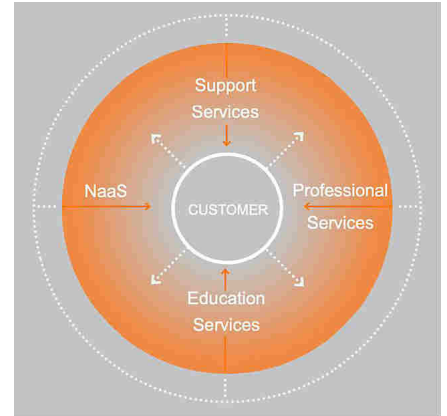 Support
Services
NaaS
CUSTOMER
Professional
Services
Education
Services